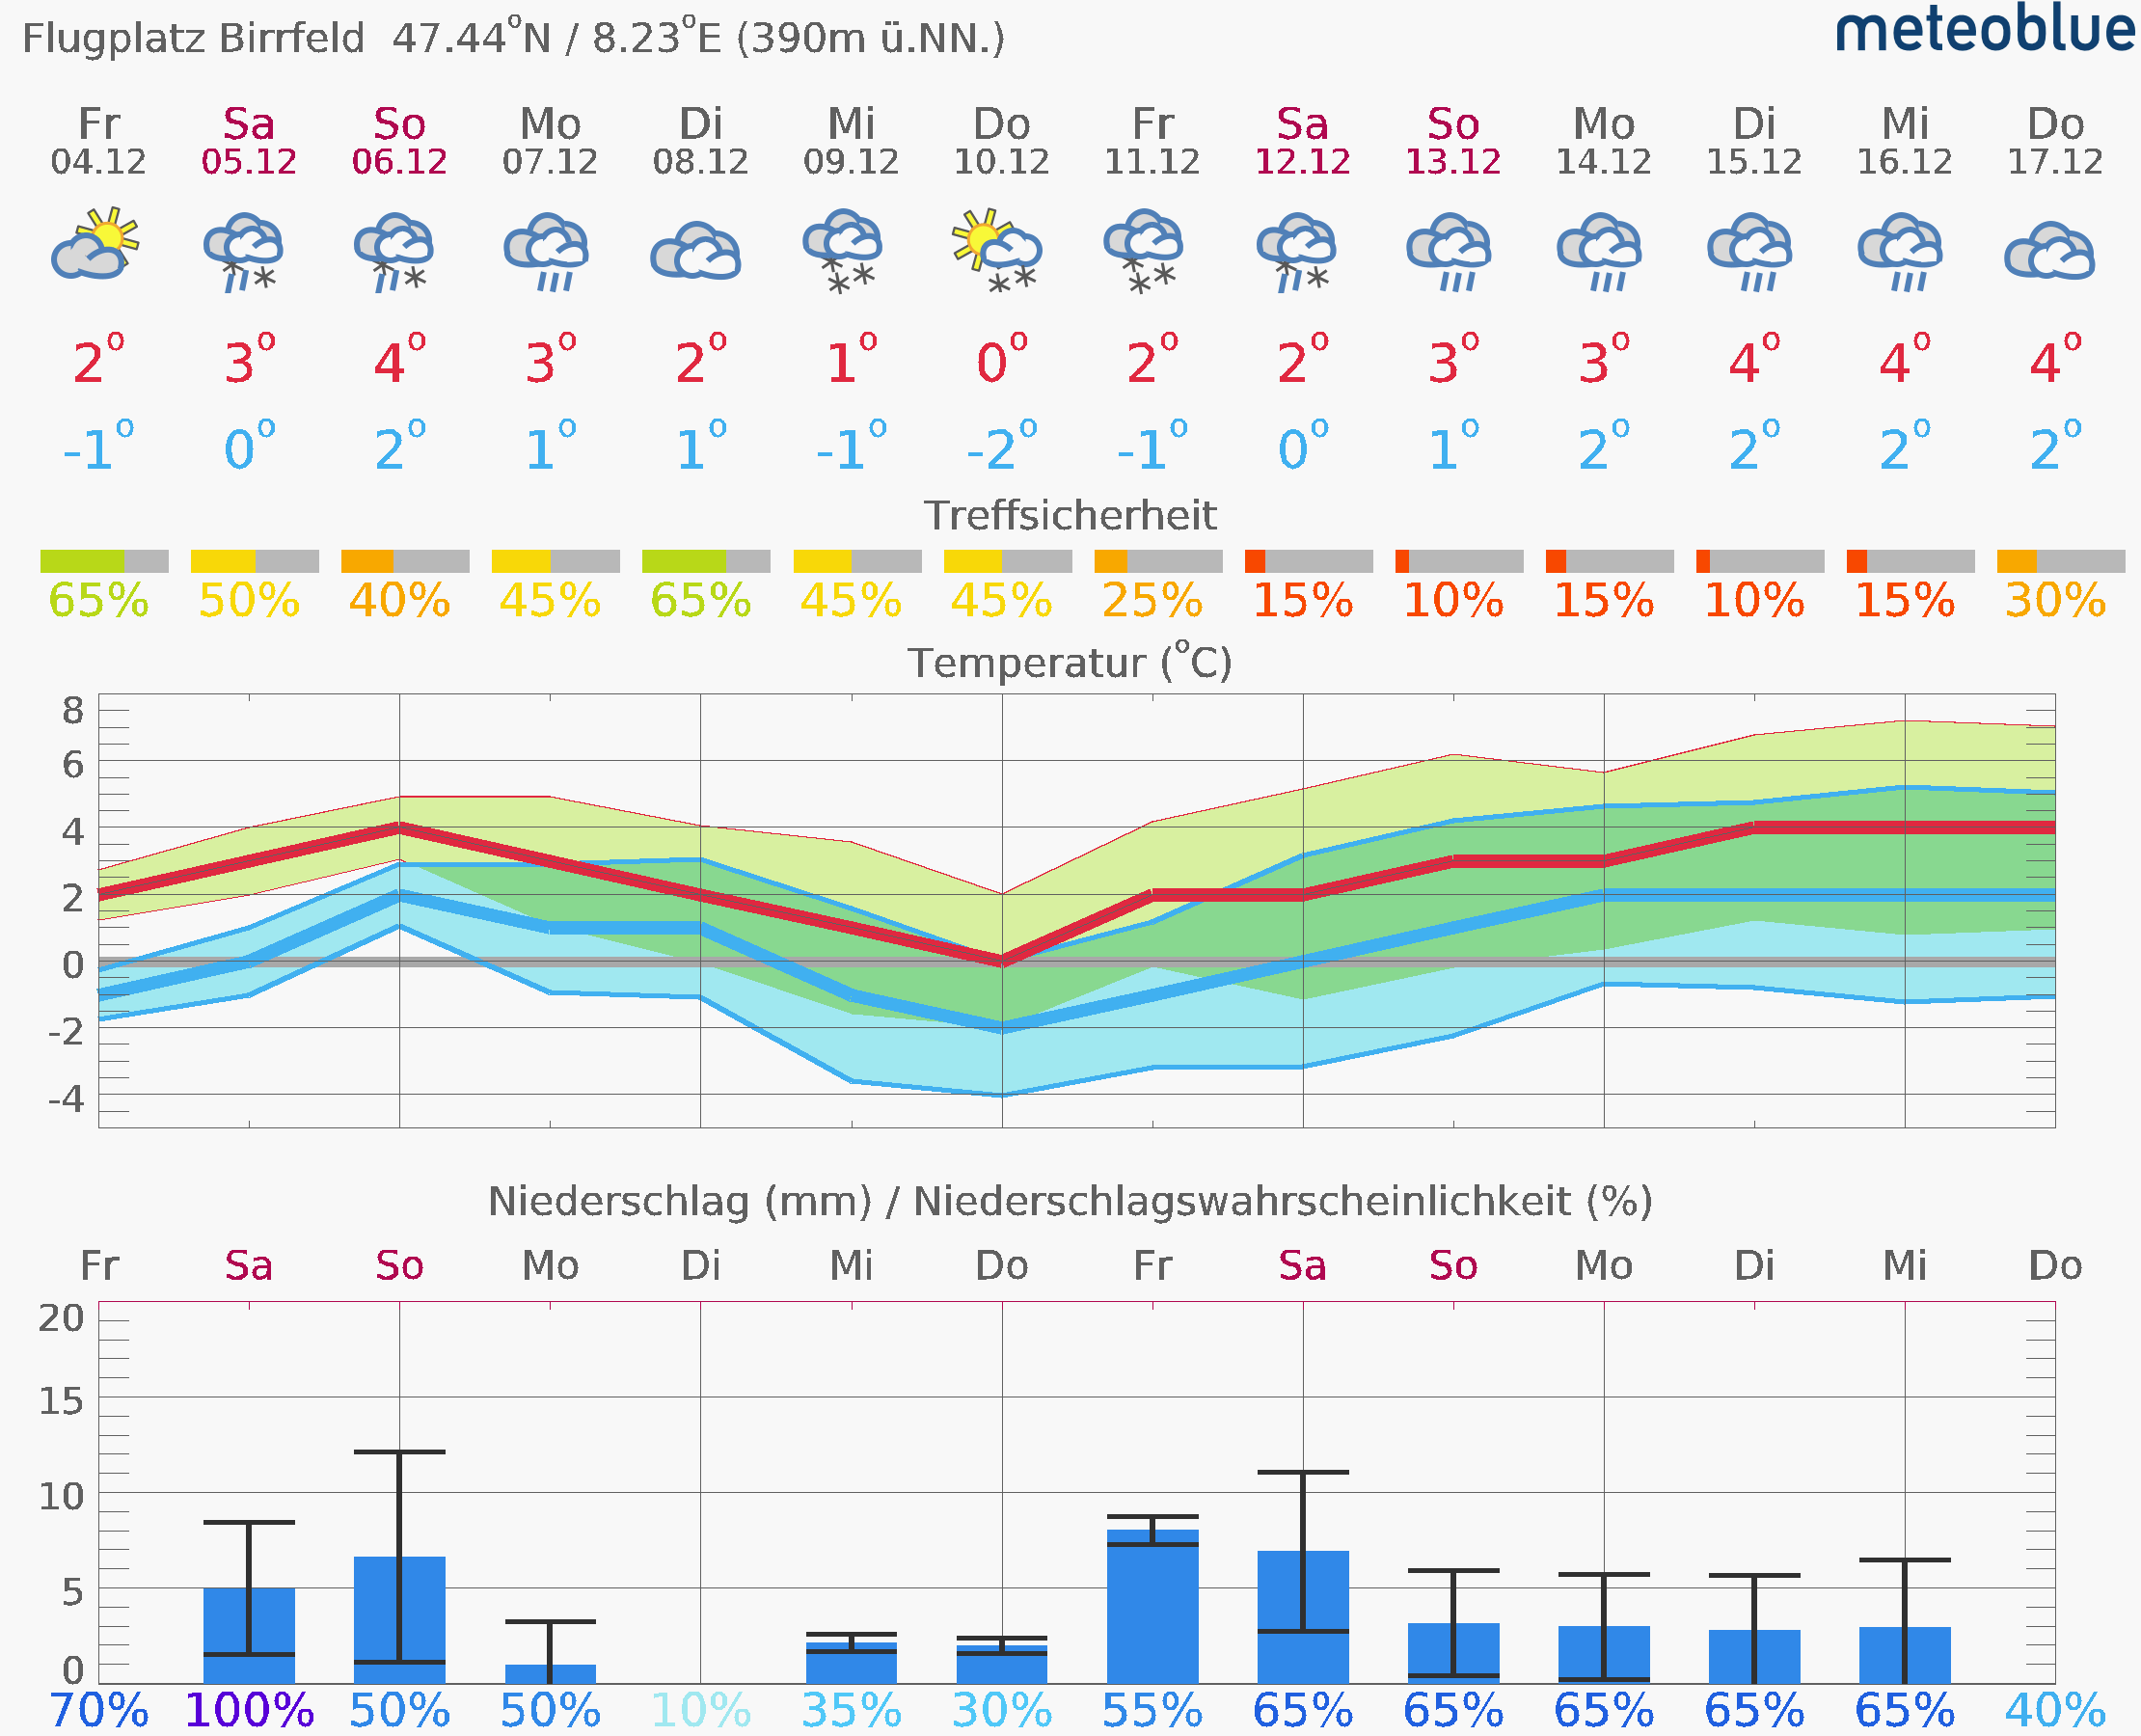 Flugplatz Birrfeld 47.44°N / 8.23°E (390m ü.NN.)
meteoblue
Fr Sa So Mo Di Mi Do Fr Sa So Mo Di Mi Do
04.12 05.12 06.12 07.12 08.12 09.12 10.12 11.12 12.12 13.12 14.12 15.12 16.12 17.12
2° 3° 4° 3° 2° 1° 0° 2° 2° 3° 3° 4° 4° 4°
-1° 0° 2° 1° 1° -1° -2° -1° 0° 1° 2° 2° 2° 2°
Treffsicherheit
65% 50% 40% 45% 65% 45% 45% 25% 15% 10% 15% 10% 15% 30%
Temperatur (°C)
8
6
4
2
0
-2
-4
Niederschlag (mm) / Niederschlagswahrscheinlichkeit (%)
Fr Sa So Mo Di Mi Do Fr Sa So Mo Di Mi Do
20
15
10
5
0
70% 100% 50% 50% 10% 35% 30% 55% 65% 65% 65% 65% 65% 40%